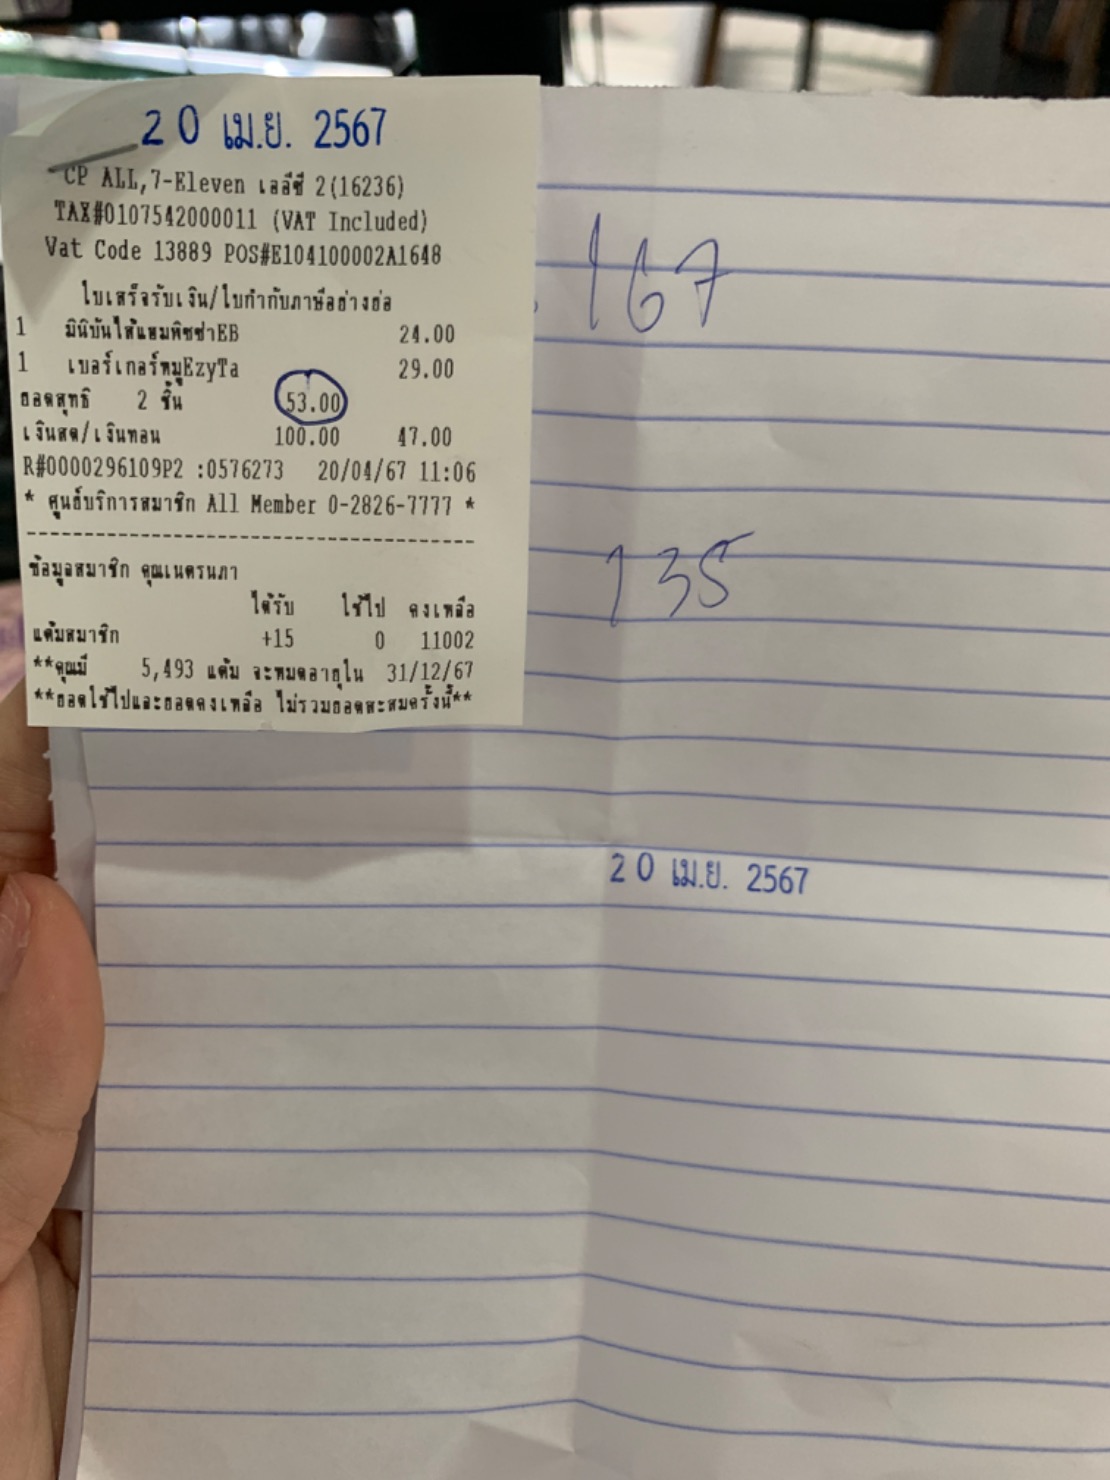 20 เม.ย. 2567
CP ALL,7-Eleven เลลีซี 2(16236)
TAX#0107542000011 (VAT Included)
Vat Code 13889 POS#E104100002A1648
ใบเสร็จรับเงิน/ใบกำกับภาษีอย่างย่อ
1 มินิบันไส้แฮมพิซซ่าEB 24.00
1 เบอร์เกอร์หมูEzyTa 29.00
ยอดสุทธิ 2 ชิ้น 53.00
เงินสด/เงินทอน 100.00 47.00
R#0000296109P2 :0576273 20/04/67 11:06
* ศูนย์บริการสมาชิก All Member 0-2826-7777 *
ข้อมูลสมาชิก คุณเนตรนภา
ได้รับ ใช้ไป คงเหลือ
แต้มสมาชิก +15 0 11002
**คุณมี 5,493 แต้ม จะหมดอายุใน 31/12/67
**ยอดใช้ไปและยอดคงเหลือ ไม่รวมยอดสะสมครั้งนี้**
167
135
20 เม.ย. 2567